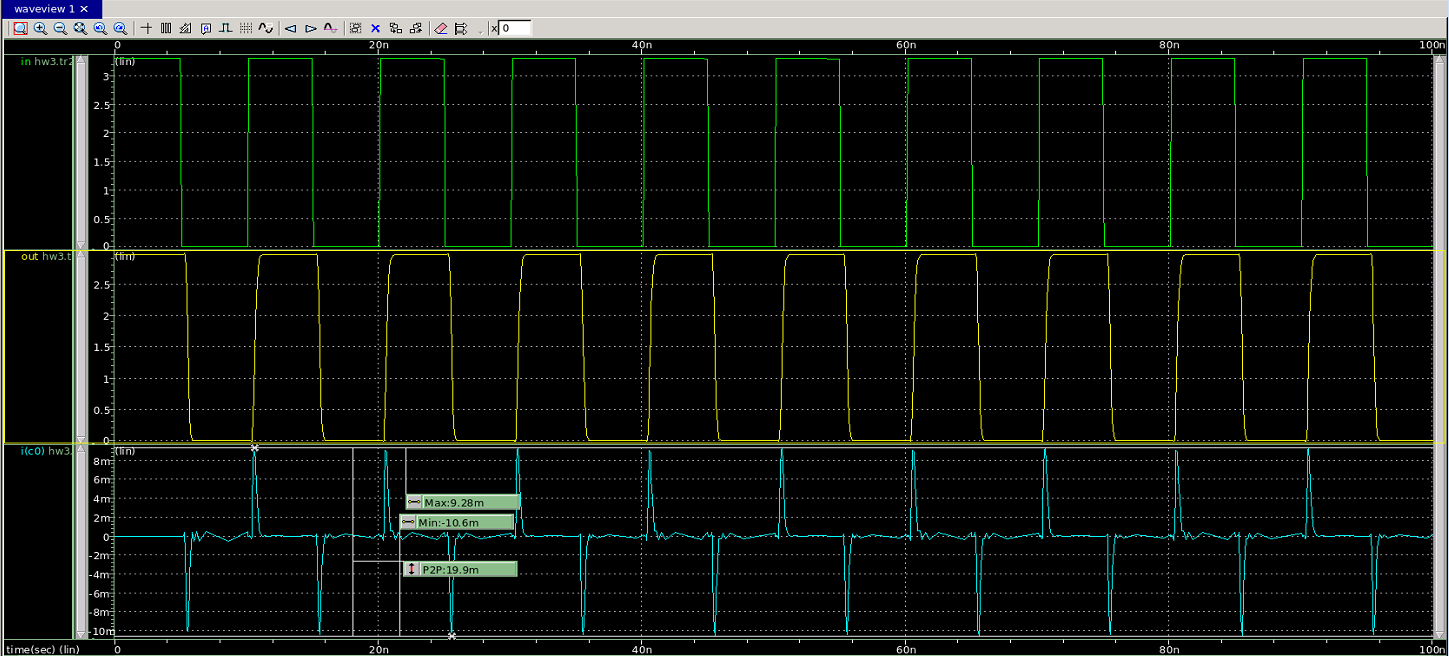 waveview 1 ×
x 0
0 20n 40n 60n 80n 100n
in hw3.tr2 (lin)
3
2.5
2
1.5
1
0.5
0
out hw3.t (lin)
2.5
2
1.5
1
0.5
0
i(c0) hw3. (lin)
8m
6m
4m
Max:9.28m
2m
Min:-10.6m
0
-2m
-4m
P2P:19.9m
-6m
-8m
-10m
time(sec) (lin) 0 20n 40n 60n 80n 100n